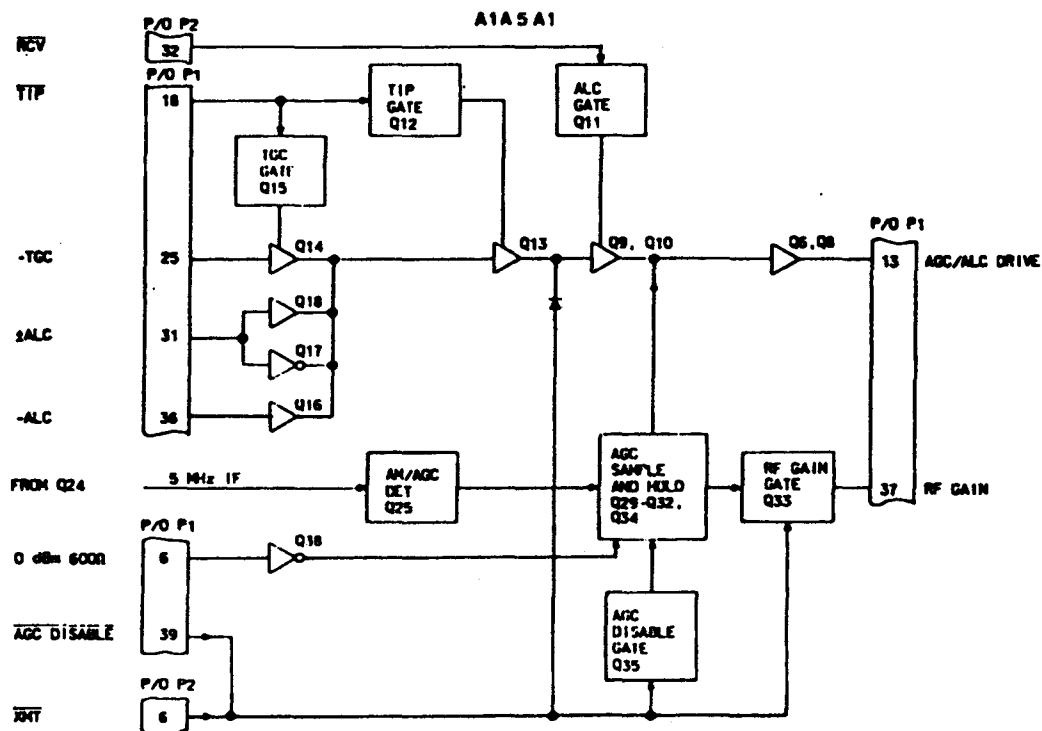 A1A5A1
P/O P2
RCV
32
P/O P1
TIP
18
TIP
GATE
Q12
ALC
GATE
Q11
TGC
GATE
Q15
P/O P1
-TGC
25
Q14
Q13
Q9, Q10
Q6,Q8
13
AGC/ALC DRIVE
Q18
±ALC
31
Q17
-ALC
36
Q16
FROM Q24
5 MHz IF
AM/AGC
DET
Q25
AGC
SAMPLE
AND HOLD
Q29-Q32,
Q34
RF GAIN
GATE
Q33
37
RF GAIN
P/O P1
0 dBm 600Ω
6
Q18
AGC DISABLE
39
AGC
DISABLE
GATE
Q35
P/O P2
XMT
6